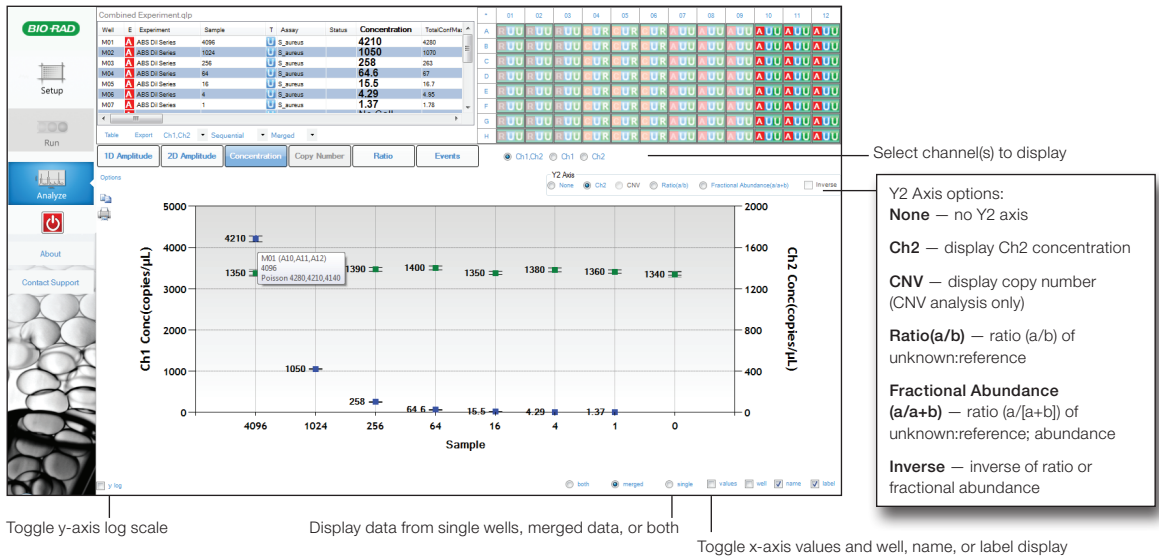 Combined Experiment.qlp
BIO-RAD
Setup
Run
Analyze
About
Contact Support
Well E Experiment Sample T Assay Status Concentration TotalConfMax
M01 A ABS Dil Series 4096 U S_aureus 4210 4280
M02 A ABS Dil Series 1024 U S_aureus 1050 1070
M03 A ABS Dil Series 256 U S_aureus 258 263
M04 A ABS Dil Series 64 U S_aureus 64.6 67
M05 A ABS Dil Series 16 U S_aureus 15.5 16.7
M06 A ABS Dil Series 4 U S_aureus 4.29 4.95
M07 A ABS Dil Series 1 U S_aureus 1.37 1.78
Table Export Ch1,Ch2 Sequential Merged
01 02 03 04 05 06 07 08 09 10 11 12
A
B
C
D
E
F
G
H
1D Amplitude 2D Amplitude Concentration Copy Number Ratio Events
Ch1,Ch2 Ch1 Ch2
Select channel(s) to display
Options
Y2 Axis
None Ch2 CNV Ratio(a/b) Fractional Abundance(a/a+b) Inverse
Ch1 Conc(copies/µL)
5000
4000
3000
2000
1000
0
4210
M01 (A10,A11,A12)
4096
Poisson 4280,4210,4140
1350 1390 1400 1350 1380 1360 1340
1050
258 64.6 15.5 4.29 1.37
2000
1600
1200
800
400
0
Ch2 Conc(copies/µL)
4096 1024 256 64 16 4 1 0
Sample
y log
both merged single values well name label
Y2 Axis options:
None — no Y2 axis
Ch2 — display Ch2 concentration
CNV — display copy number
(CNV analysis only)
Ratio(a/b) — ratio (a/b) of
unknown:reference
Fractional Abundance
(a/a+b) — ratio (a/[a+b]) of
unknown:reference; abundance
Inverse — inverse of ratio or
fractional abundance
Toggle y-axis log scale
Display data from single wells, merged data, or both
Toggle x-axis values and well, name, or label display